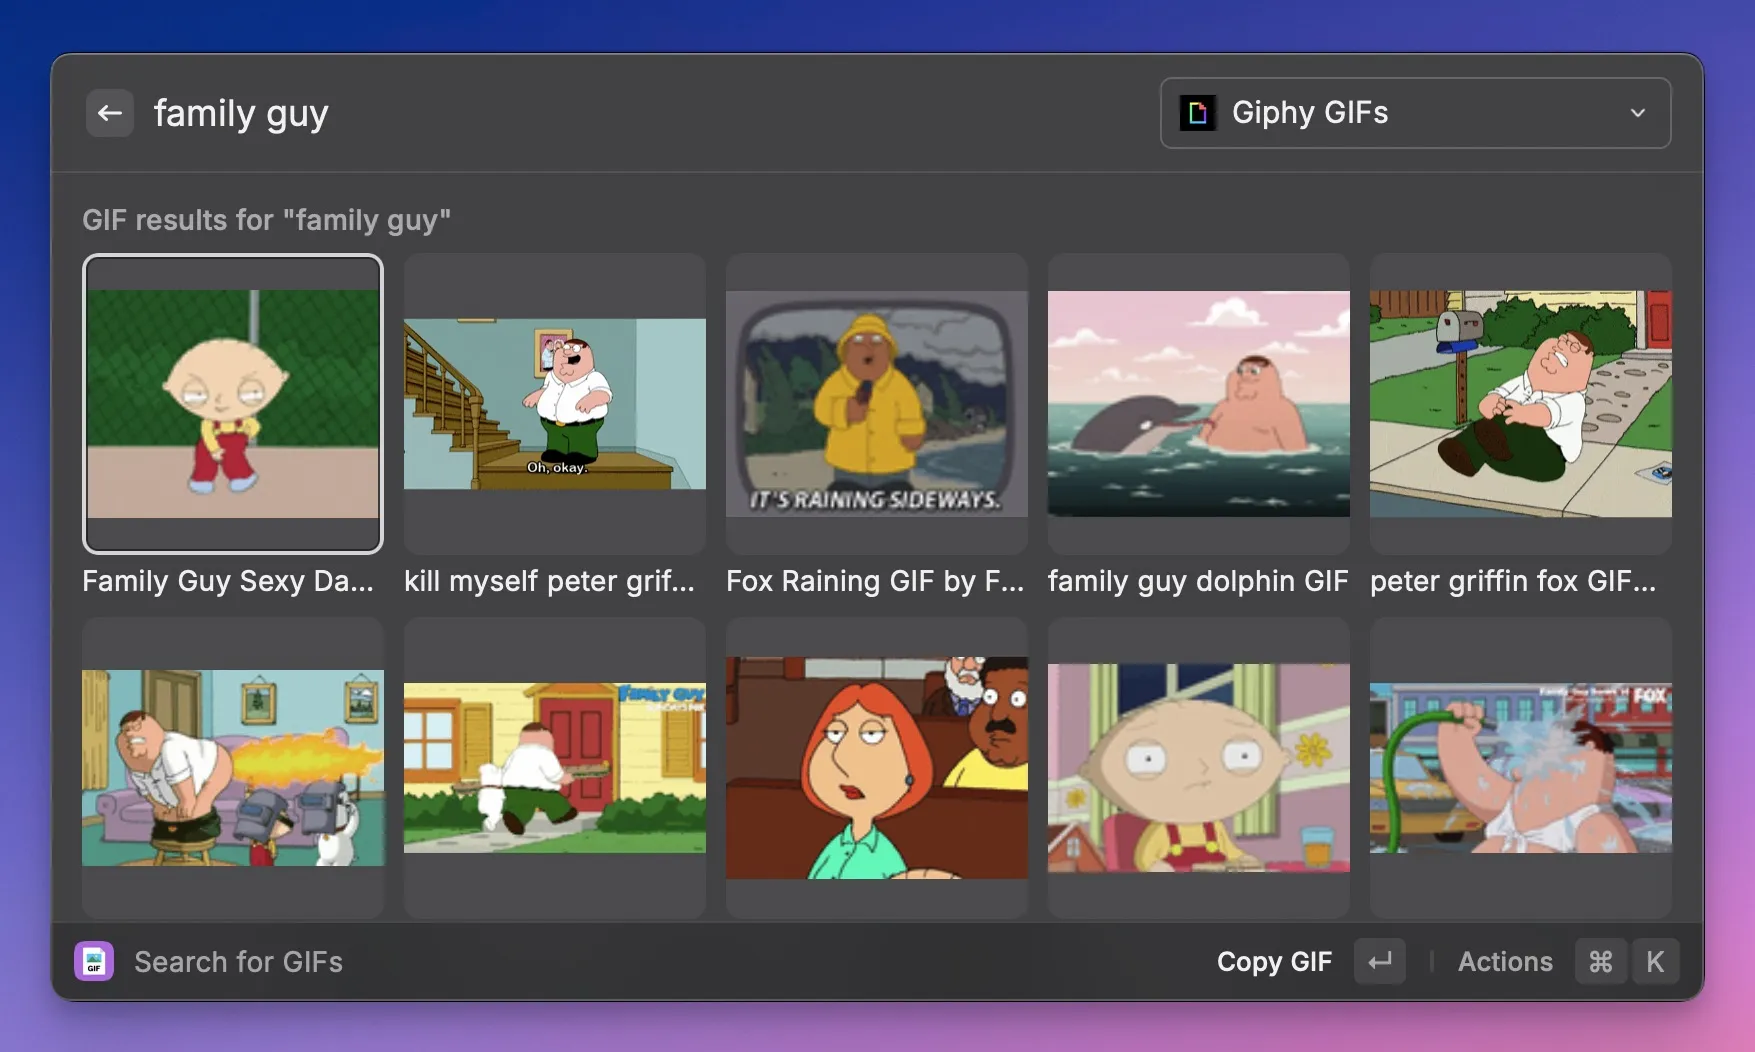 family guy
Giphy GIFs
GIF results for "family guy"
Oh, okay.
IT'S RAINING SIDEWAYS.
Family Guy Sexy Da...
kill myself peter grif...
Fox Raining GIF by F...
family guy dolphin GIF
peter griffin fox GIF...
FAMILY GUY
FOX
GIF
Search for GIFs
Copy GIF
Actions
⌘
K